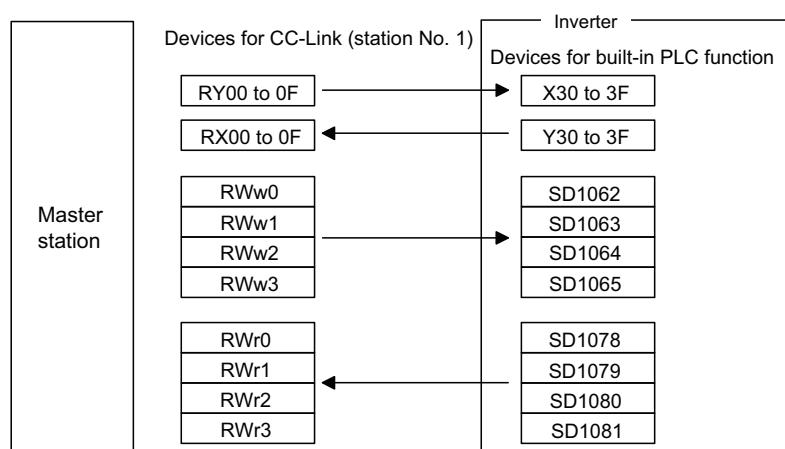 Inverter
Devices for CC-Link (station No. 1)
Devices for built-in PLC function
RY00 to 0F
X30 to 3F
RX00 to 0F
Y30 to 3F
Master
station
RWw0
RWw1
RWw2
RWw3
SD1062
SD1063
SD1064
SD1065
RWr0
RWr1
RWr2
RWr3
SD1078
SD1079
SD1080
SD1081